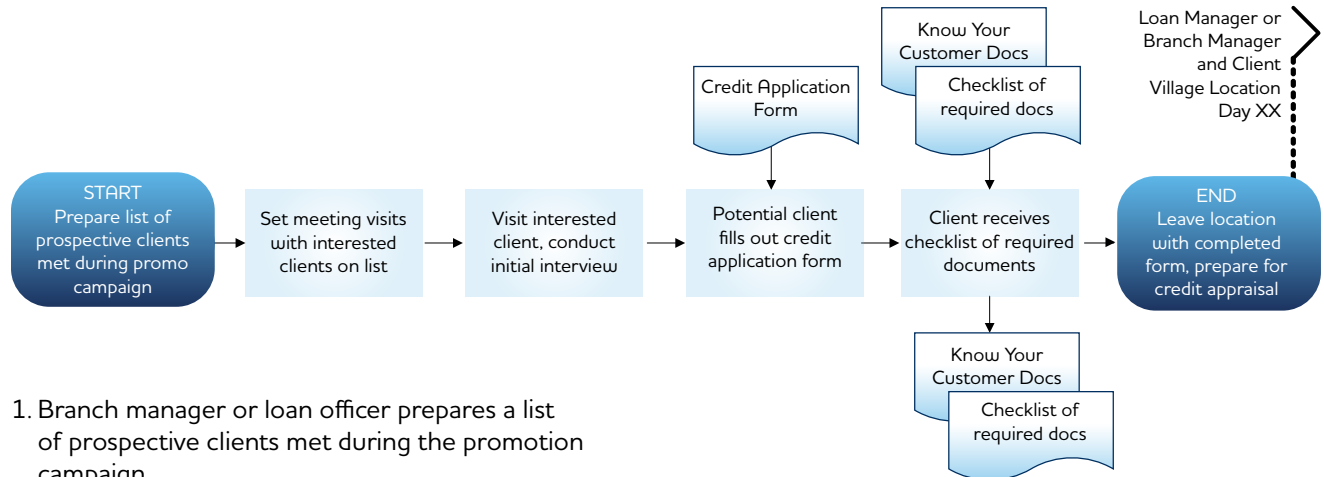 Know Your
Customer Docs
Checklist of
required docs
Loan Manager or
Branch Manager
and Client
Village Location
Day XX
Credit Application
Form
START
Prepare list of
prospective clients
met during promo
campaign
Set meeting visits
with interested
clients on list
Visit interested
client, conduct
initial interview
Potential client
fills out credit
application form
Client receives
checklist of required
documents
END
Leave location
with completed
form, prepare for
credit appraisal
Know Your
Customer Docs
Checklist of
required docs
1. Branch manager or loan officer prepares a list
of prospective clients met during the promotion
campaign